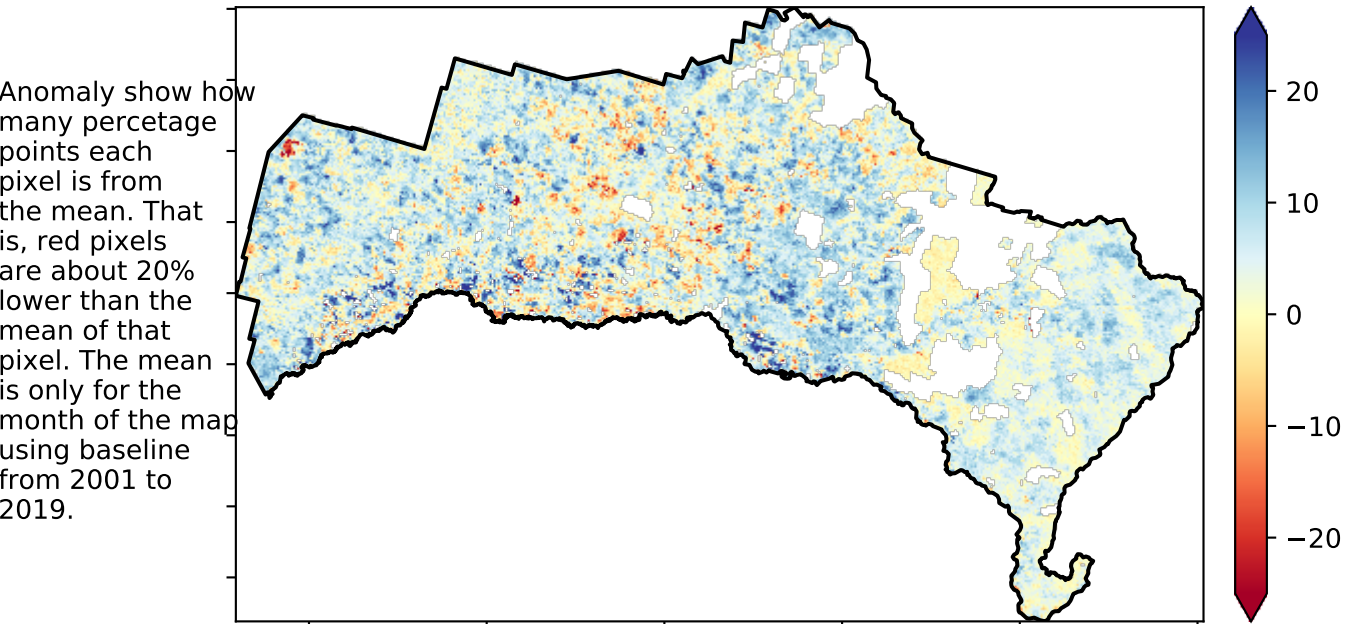 Anomaly show how
many percetage
points each
pixel is from
the mean. That
is, red pixels
are about 20%
lower than the
mean of that
pixel. The mean
is only for the
month of the map
using baseline
from 2001 to
2019.
20
10
0
−10
−20